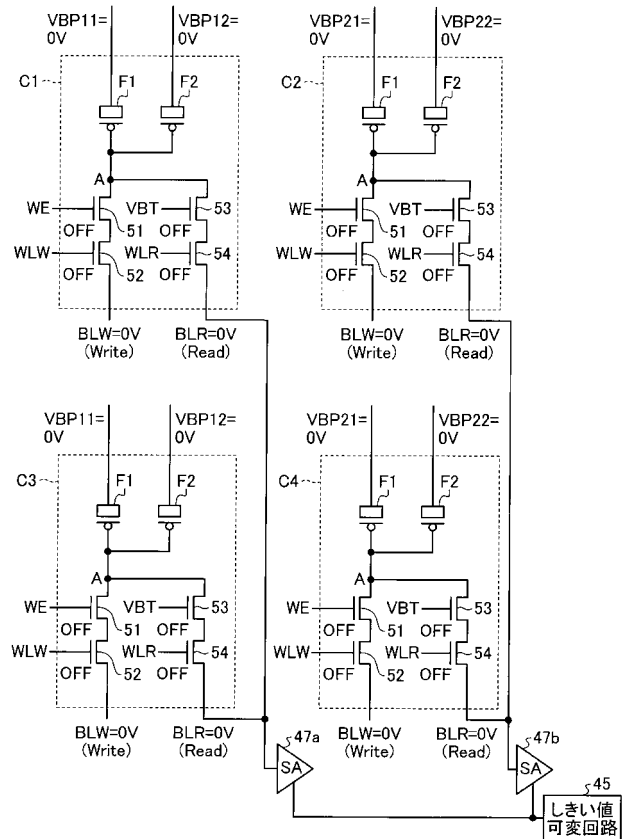 VBP11= VBP12= VBP21= VBP22=
0V 0V 0V 0V
C1 F1 F2 C2 F1 F2
A A
WE VBT 53 WE VBT 53
OFF 51 OFF OFF 51 OFF
WLW WLR 54 WLW WLR 54
OFF 52 OFF OFF 52 OFF
BLW=0V BLR=0V BLW=0V BLR=0V
(Write) (Read) (Write) (Read)
VBP11= VBP12= VBP21= VBP22=
0V 0V 0V 0V
C3 F1 F2 C4 F1 F2
A A
WE VBT 53 WE VBT 53
OFF 51 OFF OFF 51 OFF
WLW WLR 54 WLW WLR 54
OFF 52 OFF OFF 52 OFF
BLW=0V BLR=0V 47a BLW=0V BLR=0V 47b
(Write) (Read) SA (Write) (Read) SA
45
しきい値
可変回路